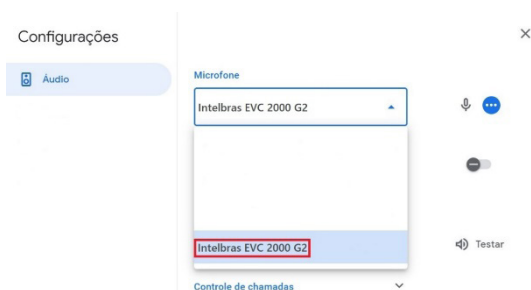 Configurações
Áudio
Microfone
Intelbras EVC 2000 G2
Intelbras EVC 2000 G2
Testar
Controle de chamadas